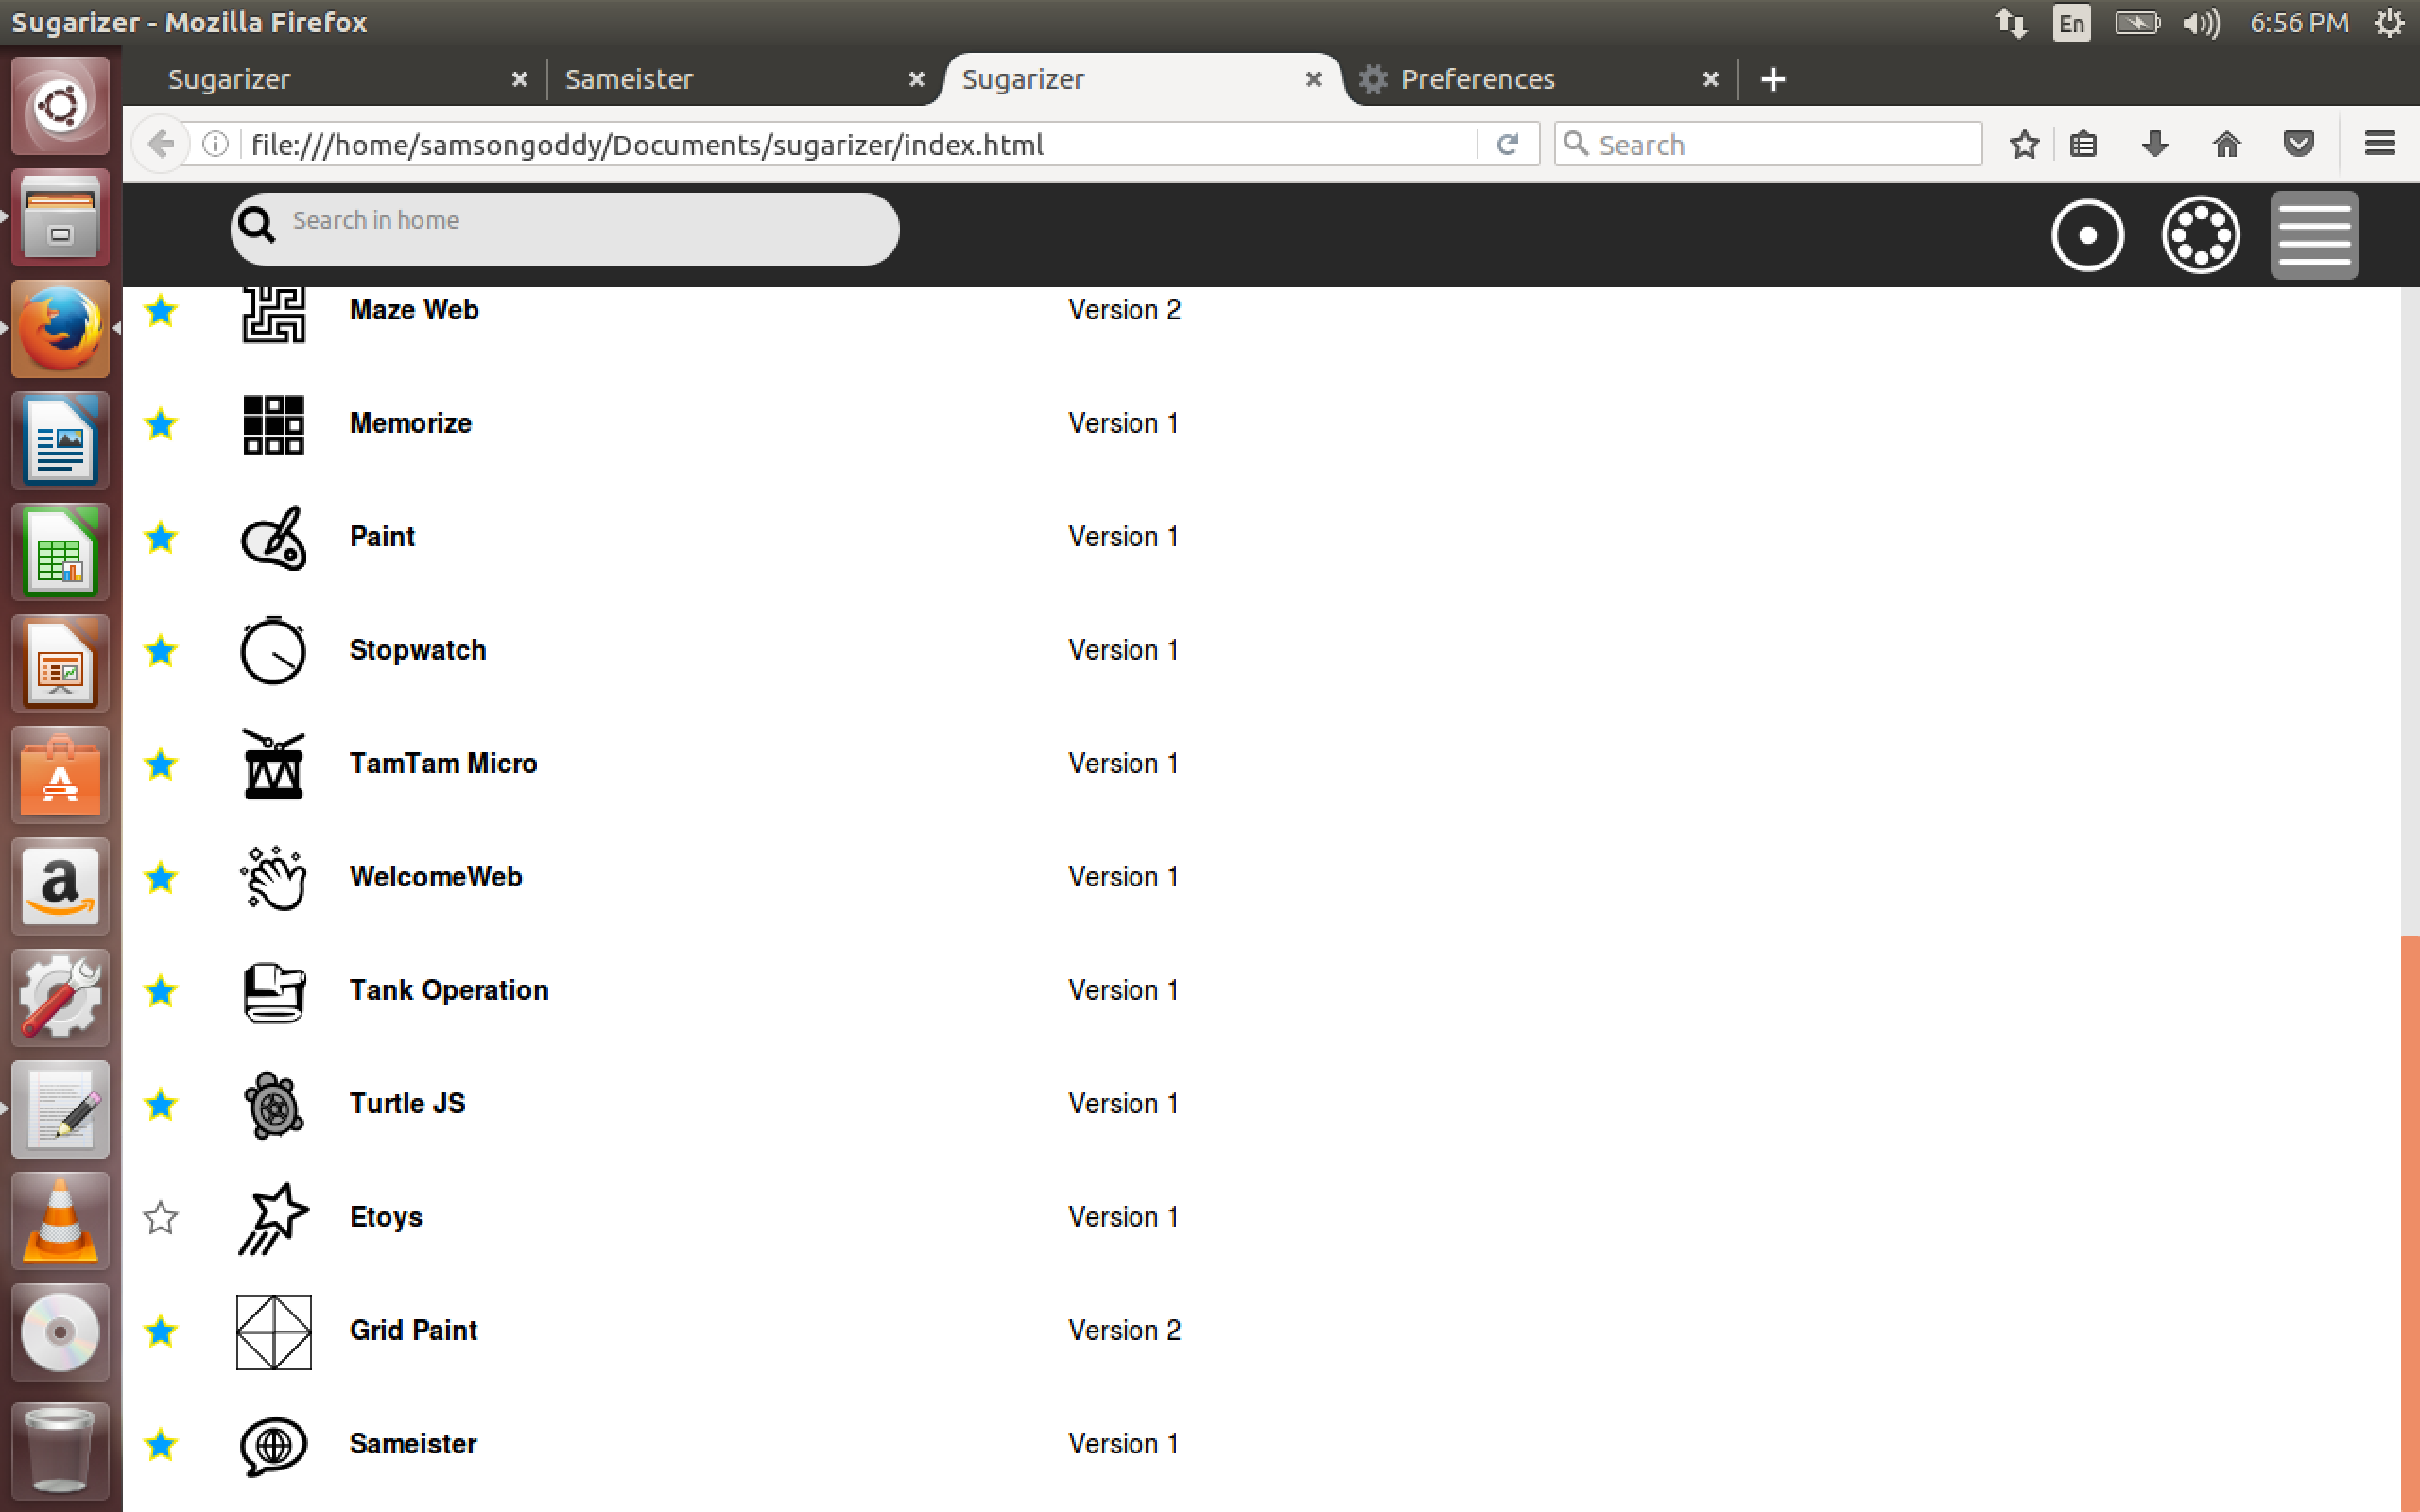 Sugarizer - Mozilla Firefox
En
6:56 PM
Sugarizer
Sameister
Sugarizer
Preferences
file:///home/samsongoddy/Documents/sugarizer/index.html
Search
Search in home
Maze Web Version 2
Memorize Version 1
Paint Version 1
Stopwatch Version 1
TamTam Micro Version 1
WelcomeWeb Version 1
Tank Operation Version 1
Turtle JS Version 1
Etoys Version 1
Grid Paint Version 2
Sameister Version 1